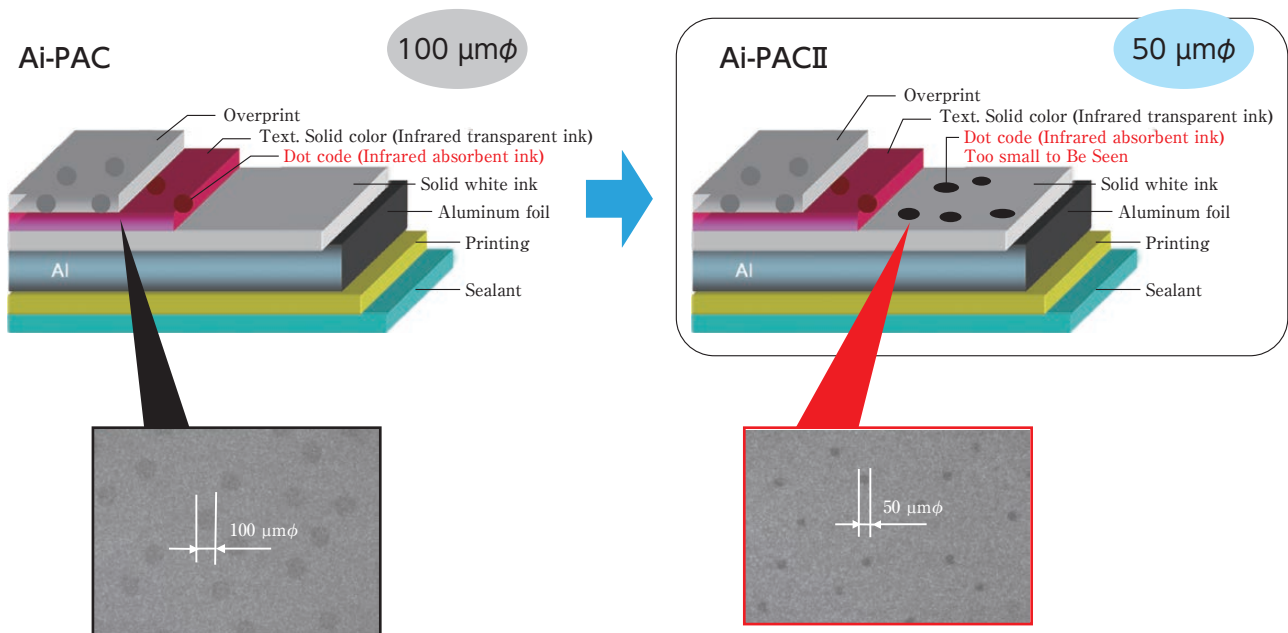 Ai-PAC
100 μmϕ
Overprint
Text. Solid color (Infrared transparent ink)
Dot code (Infrared absorbent ink)
Solid white ink
Aluminum foil
Printing
Sealant
Al
100 μmϕ
Ai-PACII
50 μmϕ
Overprint
Text. Solid color (Infrared transparent ink)
Dot code (Infrared absorbent ink)
Too small to Be Seen
Solid white ink
Aluminum foil
Printing
Sealant
Al
50 μmϕ